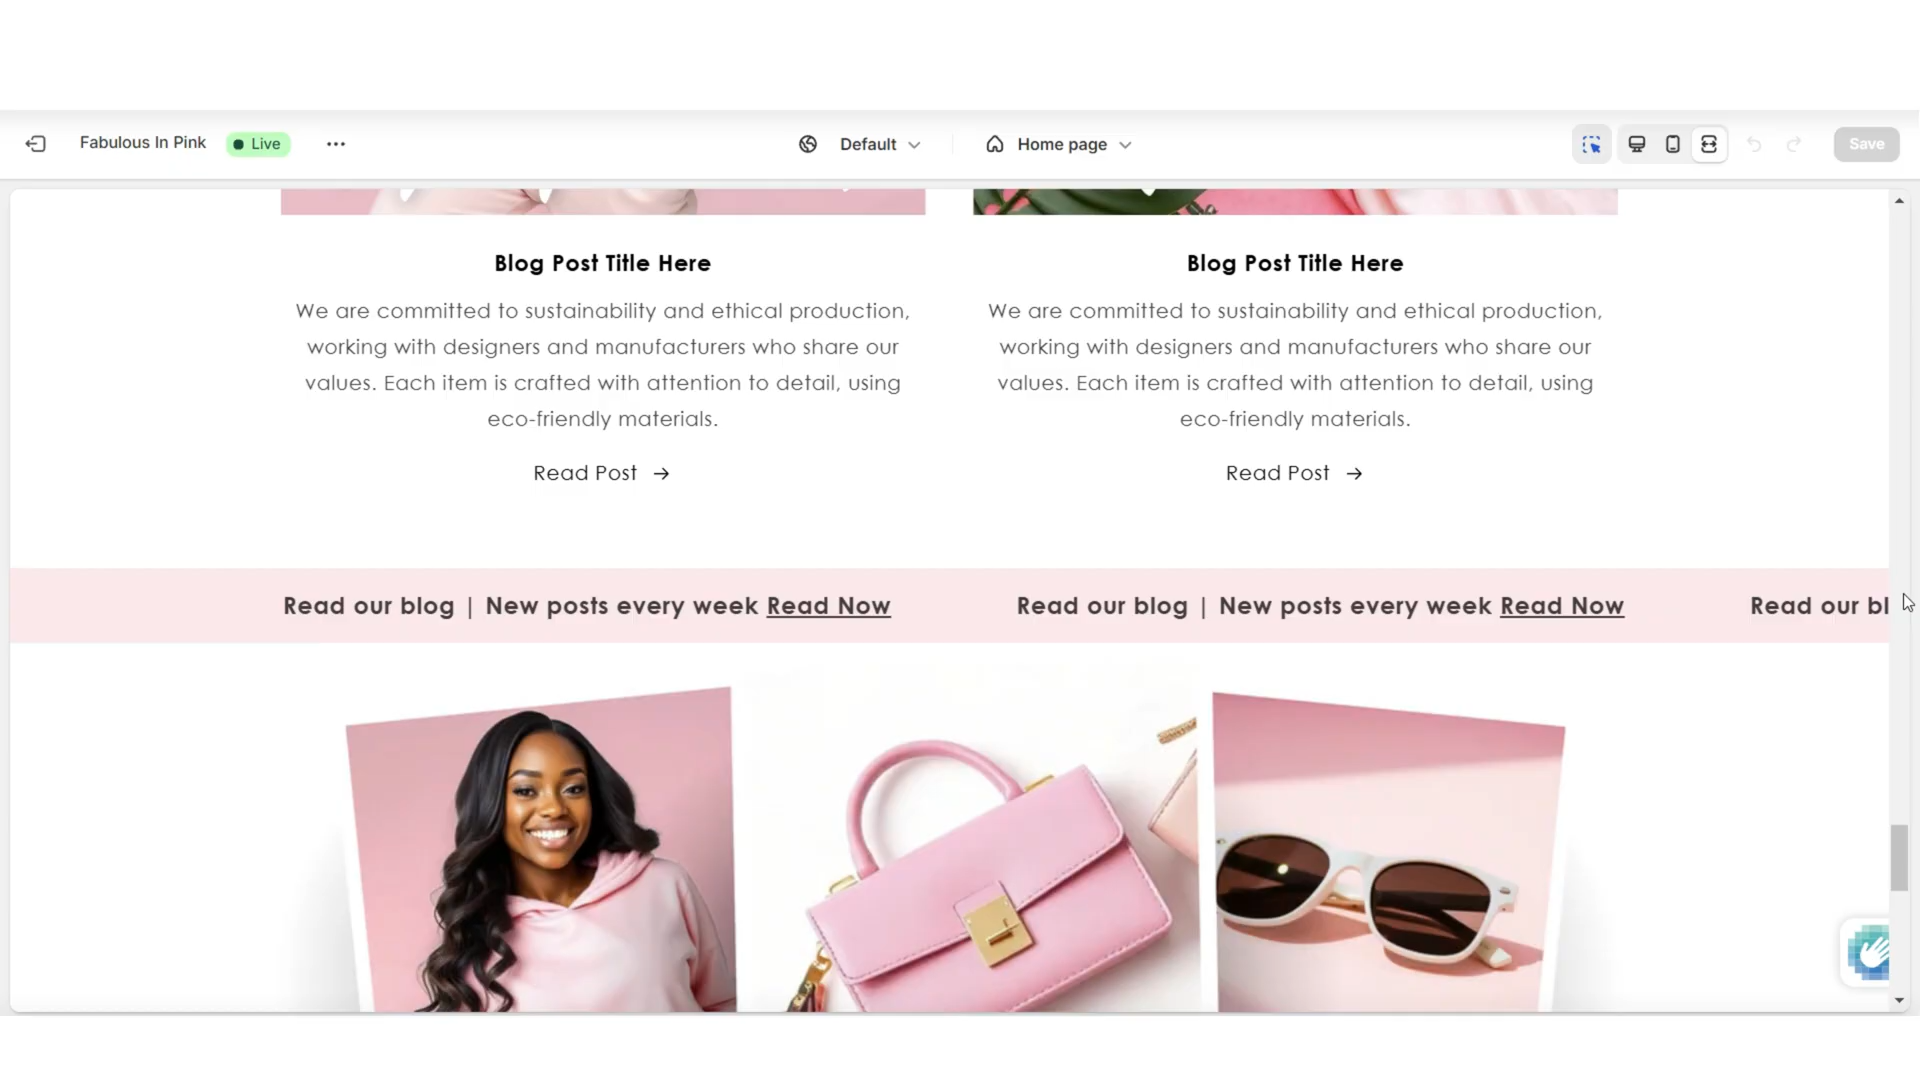 Fabulous In Pink Live Default Home page Save
Blog Post Title Here
We are committed to sustainability and ethical production,
working with designers and manufacturers who share our
values. Each item is crafted with attention to detail, using
eco-friendly materials.
Read Post →
Blog Post Title Here
We are committed to sustainability and ethical production,
working with designers and manufacturers who share our
values. Each item is crafted with attention to detail, using
eco-friendly materials.
Read Post →
Read our blog | New posts every week Read Now Read our blog | New posts every week Read Now Read our bl